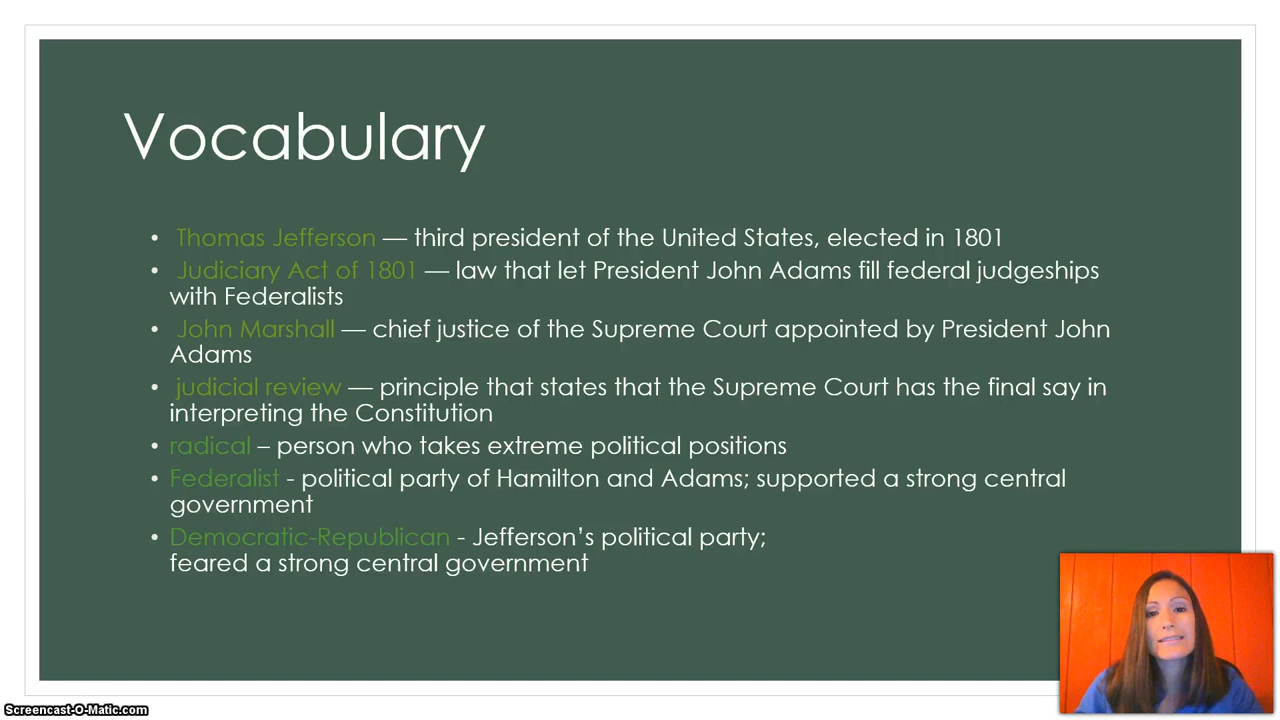 Vocabulary
• Thomas Jefferson — third president of the United States, elected in 1801
• Judiciary Act of 1801 — law that let President John Adams fill federal judgeships
with Federalists
• John Marshall — chief justice of the Supreme Court appointed by President John
Adams
• judicial review — principle that states that the Supreme Court has the final say in
interpreting the Constitution
• radical – person who takes extreme political positions
• Federalist - political party of Hamilton and Adams; supported a strong central
government
• Democratic-Republican - Jefferson’s political party;
feared a strong central government
Screencast-O-Matic.com